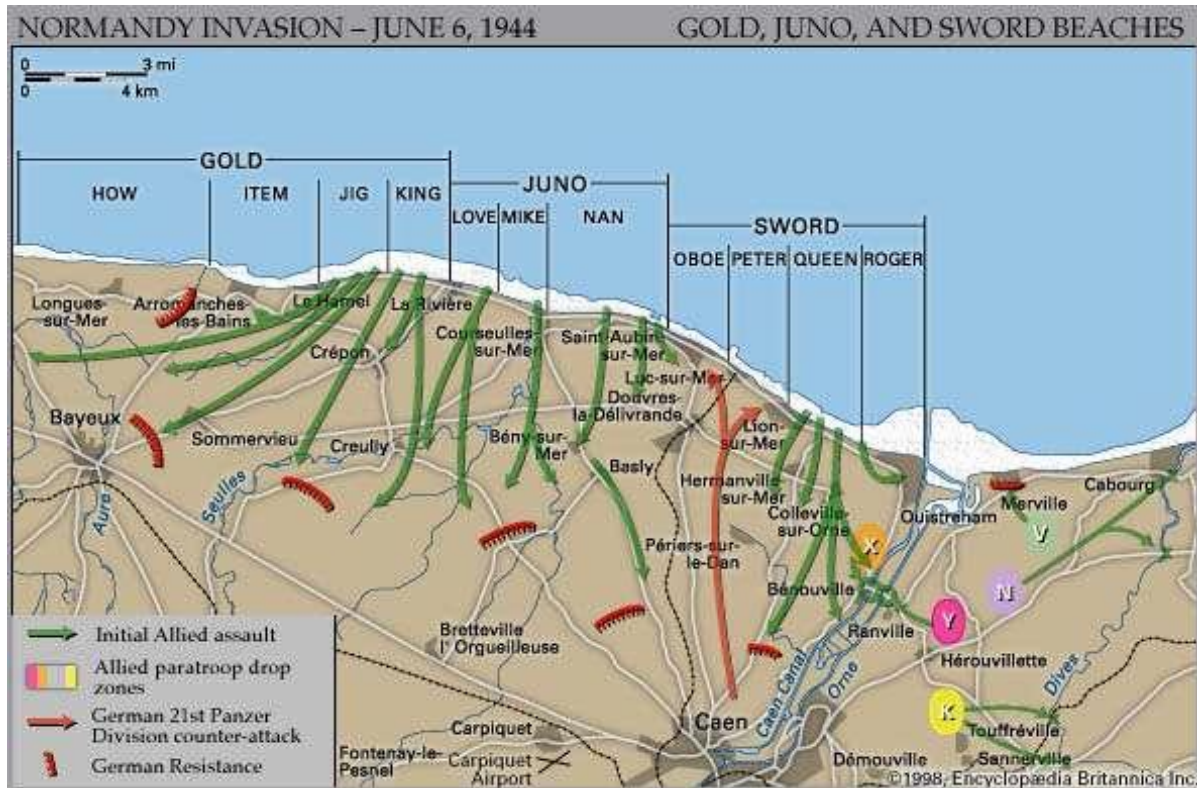 NORMANDY INVASION – JUNE 6, 1944
GOLD, JUNO, AND SWORD BEACHES
0 3 mi
0 4 km
GOLD
HOW
ITEM
JIG
KING
JUNO
LOVE
MIKE
NAN
SWORD
OBOE
PETER
QUEEN
ROGER
Longues-
sur-Mer
Arromanches-
les-Bains
Le Hamel
La Rivière
Crépon
Courseulles-
sur-Mer
Saint-Aubin-
sur-Mer
Luc-sur-Mer
Douvres-
la-Délivrande
Lion-
sur-Mer
Bayeux
Sommervieu
Creully
Bény-sur-
Mer
Basly
Hermanville-
sur-Mer
Colleville-
sur-Orne
Ouistreham
Merville
Cabourg
Aure
Seulles
Périers-sur-
le-Dan
Bénouville
X
V
N
Y
K
Ranville
Hérouvillette
Bretteville
l'Orgueilleuse
Caen Canal
Orne
Dives
Caen
Carpiquet
Carpiquet
Airport
Fontenay-le-
Pesnel
Touffréville
Démouville
Sannerville
Initial Allied assault
Allied paratroop drop
zones
German 21st Panzer
Division counter-attack
German Resistance
©1998, Encyclopædia Britannica Inc.